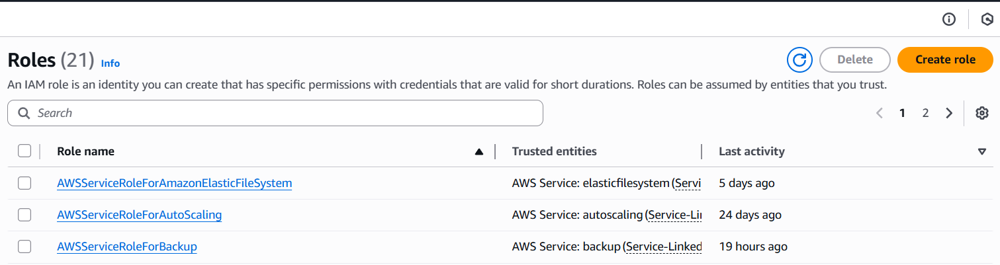 Roles (21) Info
Delete
Create role
An IAM role is an identity you can create that has specific permissions with credentials that are valid for short durations. Roles can be assumed by entities that you trust.
Search
1 2
Role name Trusted entities Last activity
AWSServiceRoleForAmazonElasticFileSystem AWS Service: elasticfilesystem (Servi 5 days ago
AWSServiceRoleForAutoScaling AWS Service: autoscaling (Service-Li 24 days ago
AWSServiceRoleForBackup AWS Service: backup (Service-Linked 19 hours ago